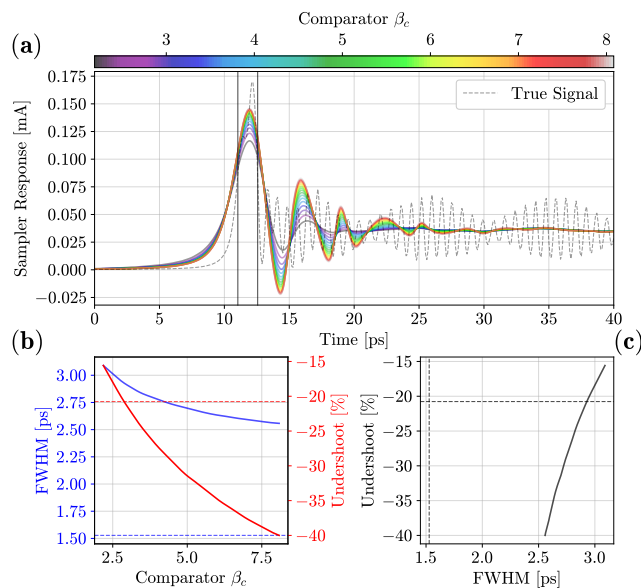 Comparator βc
(a)
3 4 5 6 7 8
0.175
0.150
0.125
0.100
0.075
0.050
0.025
0.000
−0.025
Sampler Response [mA]
True Signal
0 5 10 15 20 25 30 35 40
Time [ps]
(b)
3.00
2.75
2.50
2.25
2.00
1.75
1.50
FWHM [ps]
2.5 5.0 7.5
Comparator βc
−15
−20
−25
−30
−35
−40
Undershoot [%]
(c)
−15
−20
−25
−30
−35
−40
Undershoot [%]
1.5 2.0 2.5 3.0
FWHM [ps]